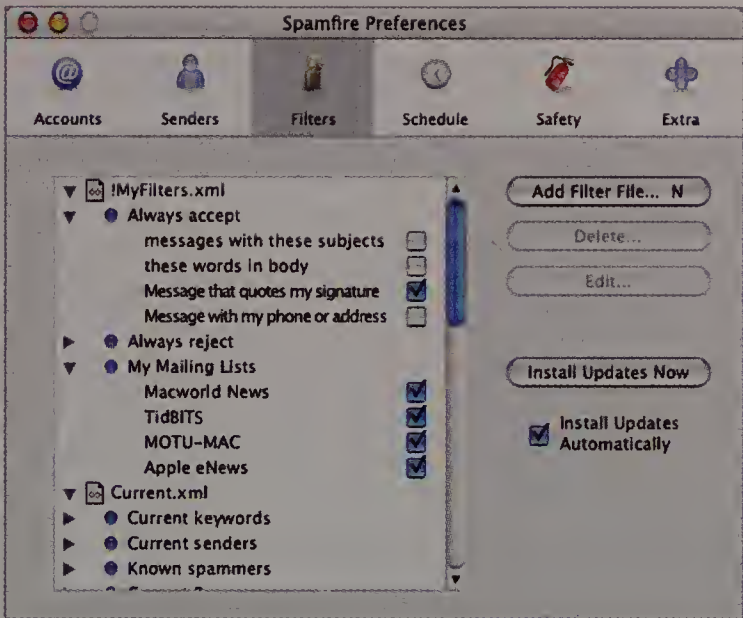 Spamfire Preferences
Accounts
Senders
Filters
Schedule
Safety
Extra
!MyFilters.xml
Always accept
messages with these subjects
these words in body
Message that quotes my signature
Message with my phone or address
Always reject
My Mailing Lists
Macworld News
TidBITS
MOTU-MAC
Apple eNews
Current.xml
Current keywords
Current senders
Known spammers
Add Filter File... N
Delete...
Edit...
Install Updates Now
Install Updates
Automatically